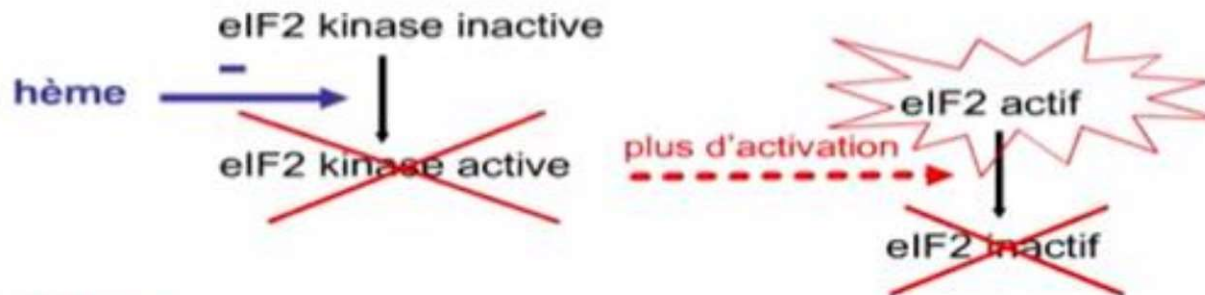 eIF2 kinase inactive
hème
–
eIF2 actif
eIF2 kinase active
plus d'activation
eIF2 inactif